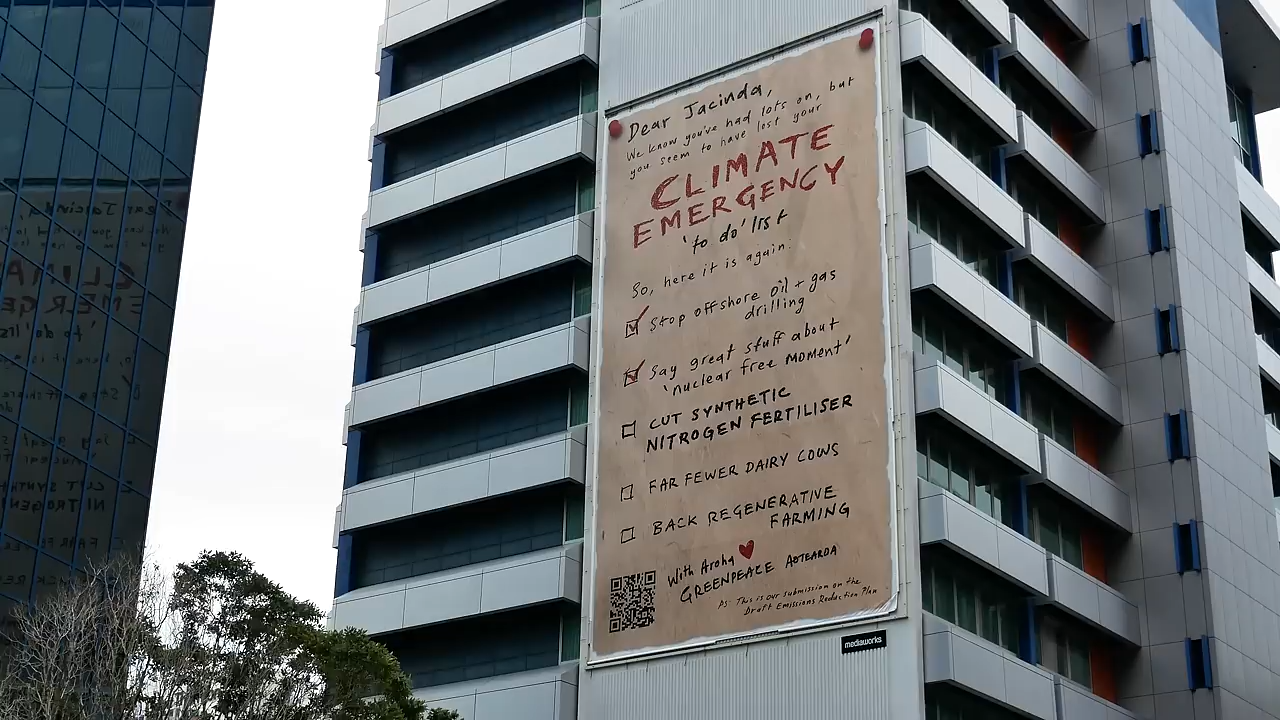 Dear Jacinda,
We know you've had lots on, but
you seem to have lost your
CLIMATE
EMERGENCY
'to do' list
So, here it is again:
Stop offshore oil + gas
drilling
Say great stuff about
'nuclear free moment'
CUT SYNTHETIC
NITROGEN FERTILISER
FAR FEWER DAIRY COWS
BACK REGENERATIVE
FARMING
With Aroha
GREENPEACE AOTEAROA
PS: This is our submission on the
Draft Emissions Reduction Plan
mediaworks